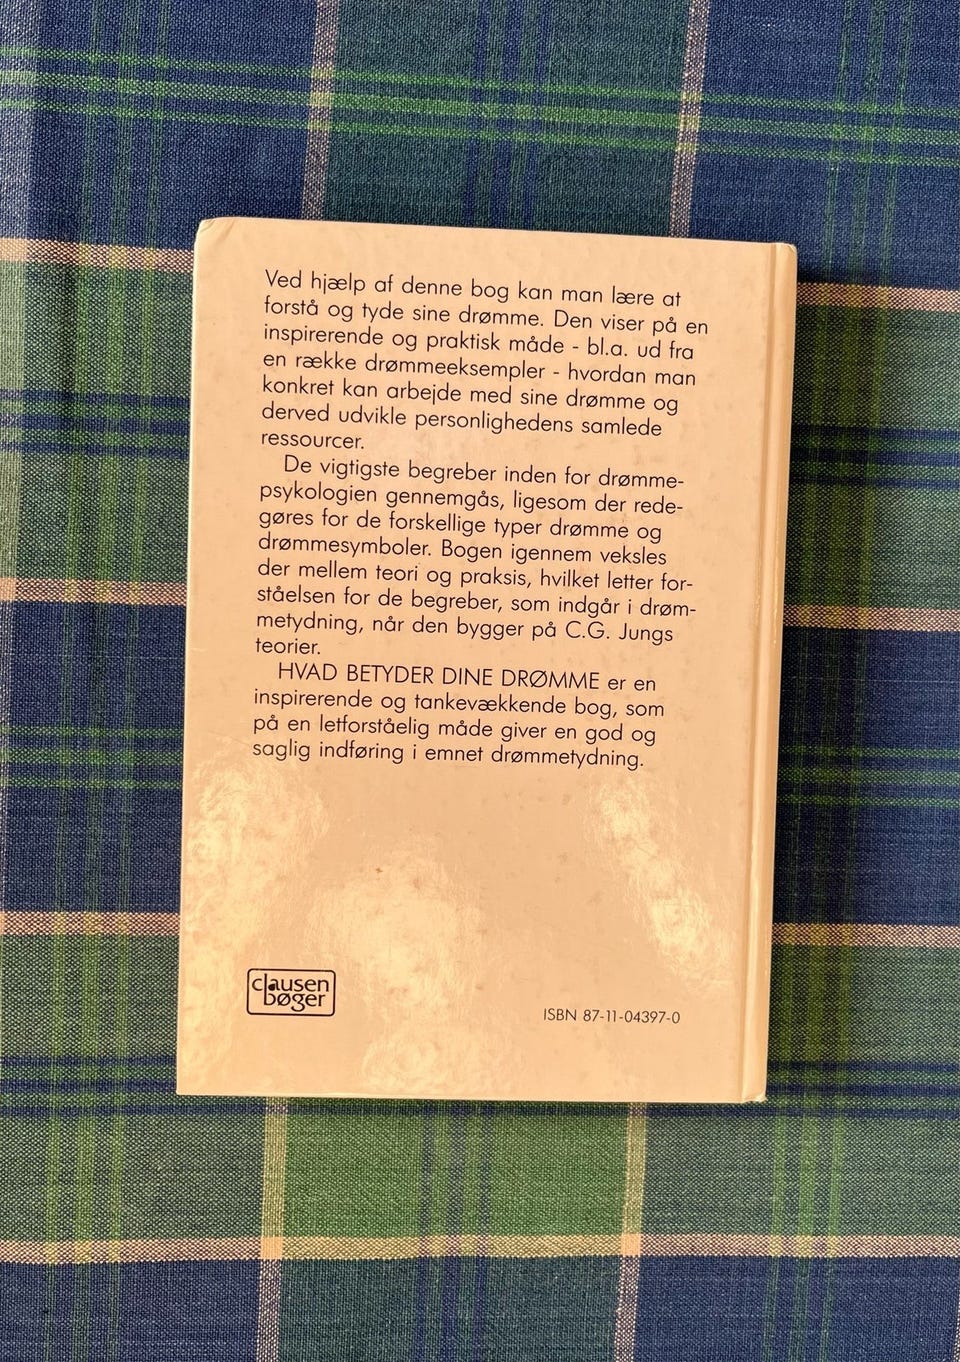 Ved hjælp af denne bog kan man lære at
forstå og tyde sine drømme. Den viser på en
inspirerende og praktisk måde - bl.a. ud fra
en række drømmeeksempler - hvordan man
konkret kan arbejde med sine drømme og
derved udvikle personlighedens samlede
ressourcer.
De vigtigste begreber inden for drømme-
psykologien gennemgås, ligesom der rede-
gøres for de forskellige typer drømme og
drømmesymboler. Bogen igennem veksles
der mellem teori og praksis, hvilket letter for-
ståelsen for de begreber, som indgår i drøm-
metydning, når den bygger på C.G. Jungs
teorier.
HVAD BETYDER DINE DRØMME er en
inspirerende og tankevækkende bog, som
på en letforståelig måde giver en god og
saglig indføring i emnet drømmetydning.
clausen
bøger
ISBN 87-11-04397-0